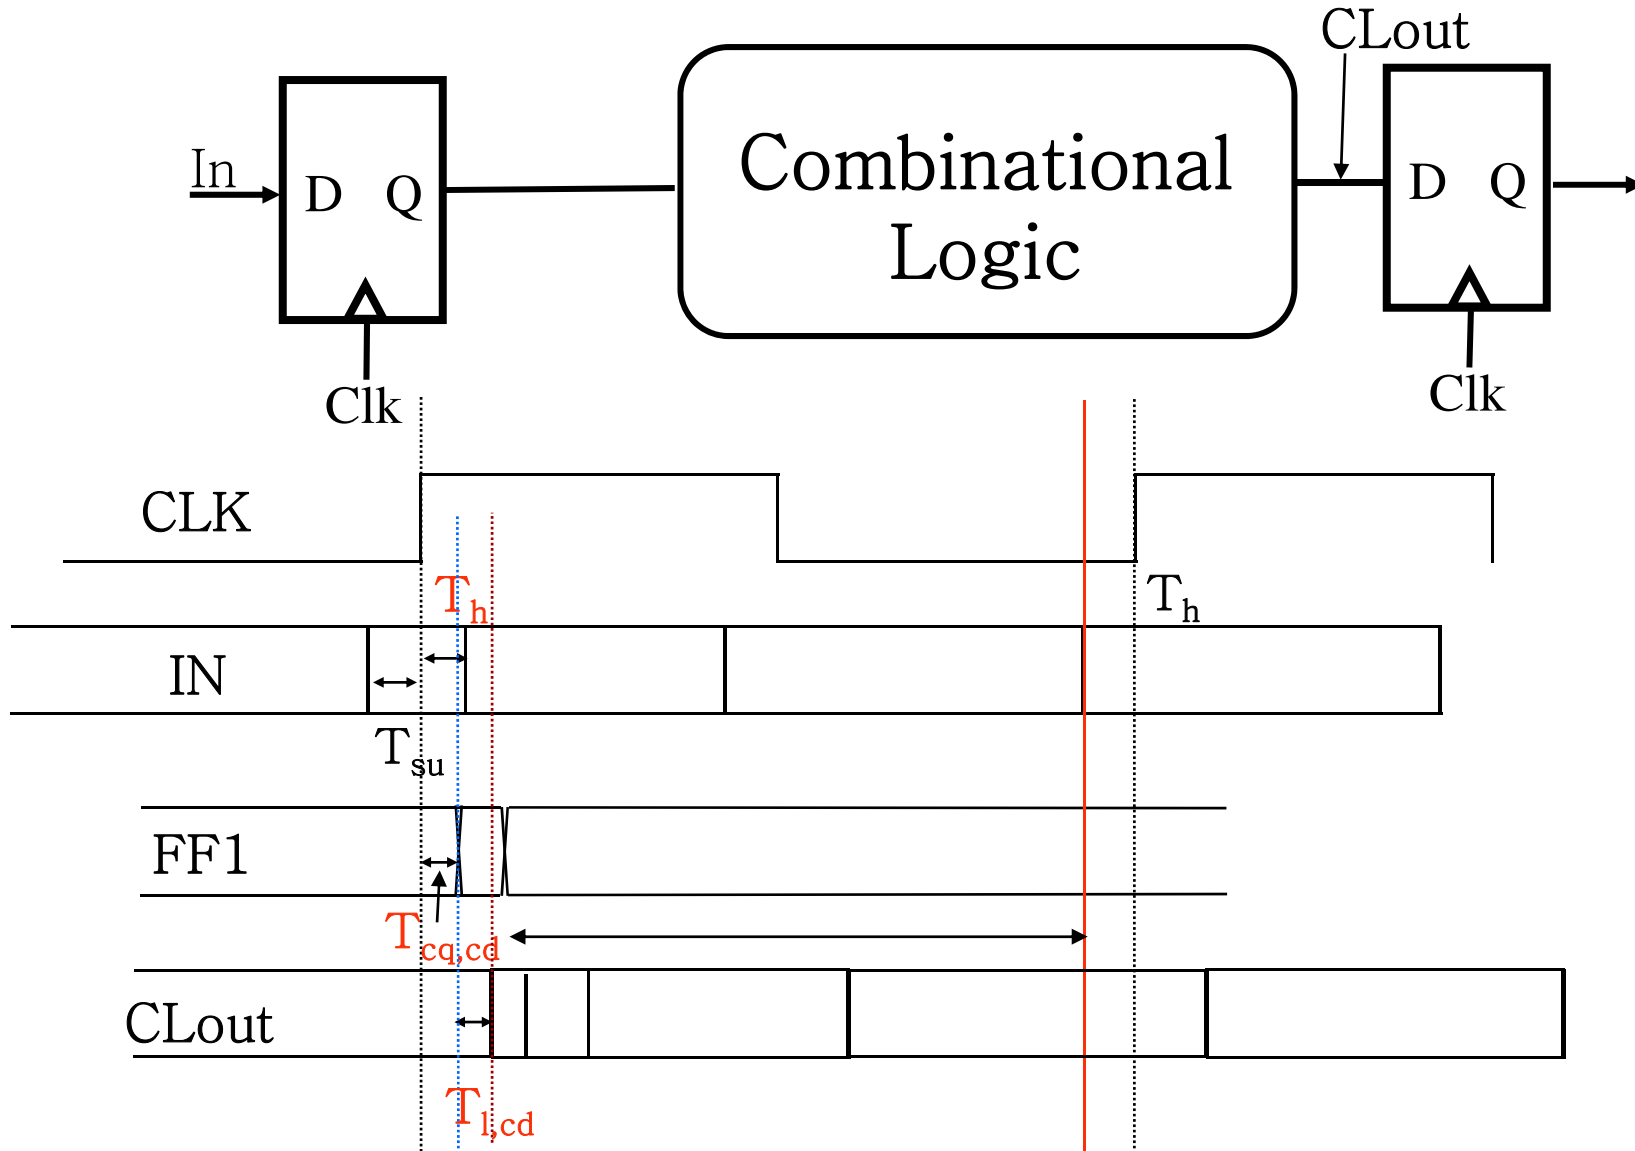 CLout
In
D Q
Combinational
Logic
D Q
Clk
Clk
CLK
Th
Th
IN
Tsu
FF1
Tcq,cd
CLout
Tl,cd